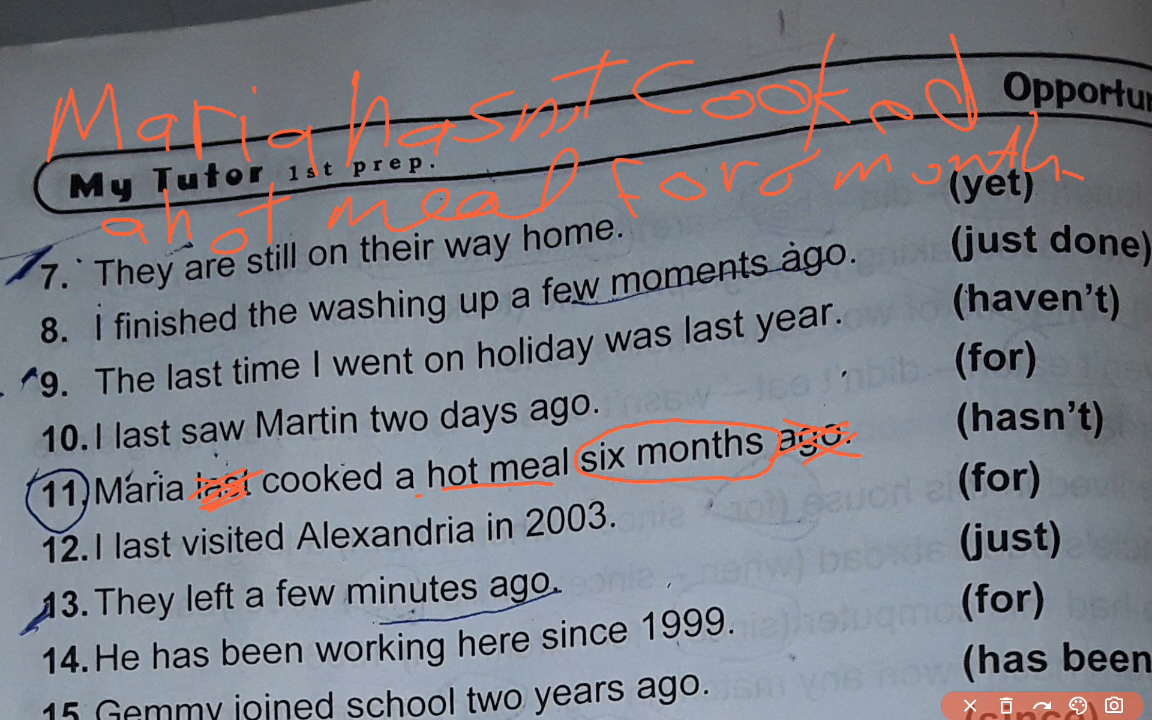 Maria hasn't cooked
Opportu
My Tutor 1st prep.
a hot meal for 6 month
7. They are still on their way home. (yet)
8. I finished the washing up a few moments ago. (just done)
9. The last time I went on holiday was last year. (haven't)
10. I last saw Martin two days ago. (for)
11. Maria last cooked a hot meal six months ago. (hasn't)
12. I last visited Alexandria in 2003. (for)
13. They left a few minutes ago. (just)
14. He has been working here since 1999. (for)
15. Gemmy joined school two years ago. (has been
(since)